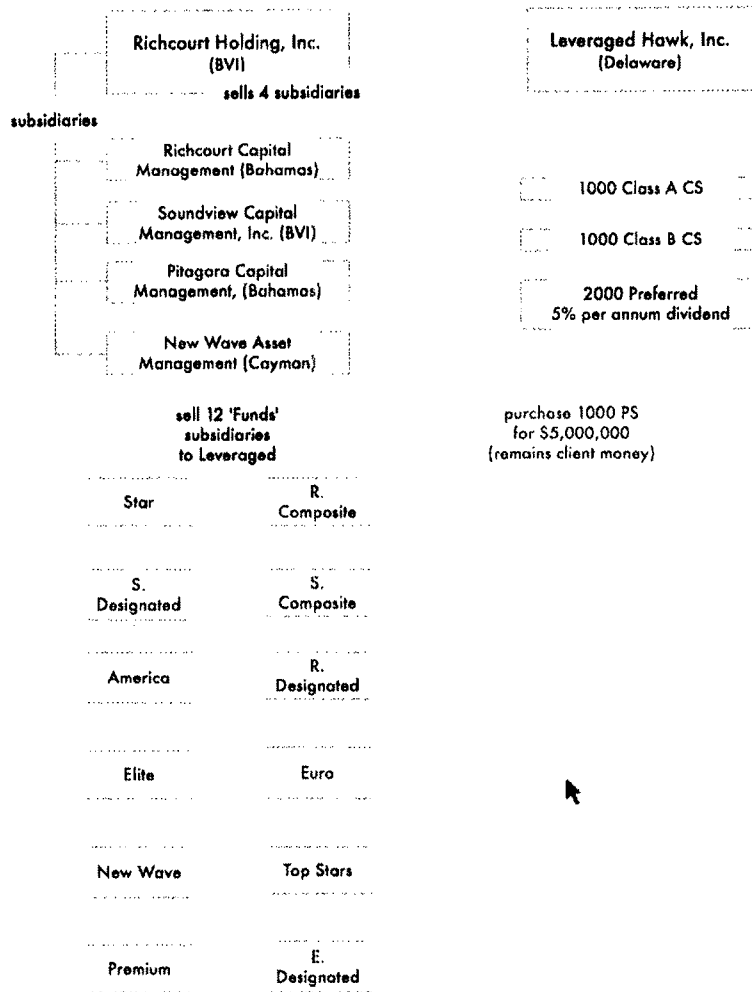 Richcourt Holding, Inc.
(BVI)
sells 4 subsidiaries
subsidiaries
Richcourt Capital
Management (Bahamas)
Soundview Capital
Management, Inc. (BVI)
Pitagora Capital
Management, (Bahamas)
New Wave Asset
Management (Cayman)
Leveraged Hawk, Inc.
(Delaware)
1000 Class A CS
1000 Class B CS
2000 Preferred
5% per annum dividend
sell 12 'Funds'
subsidiaries
to Leveraged
purchase 1000 PS
for $5,000,000
(remains client money)
Star
R.
Composite
S.
Designated
S.
Composite
America
R.
Designated
Elite
Euro
New Wave
Top Stars
Premium
E.
Designated